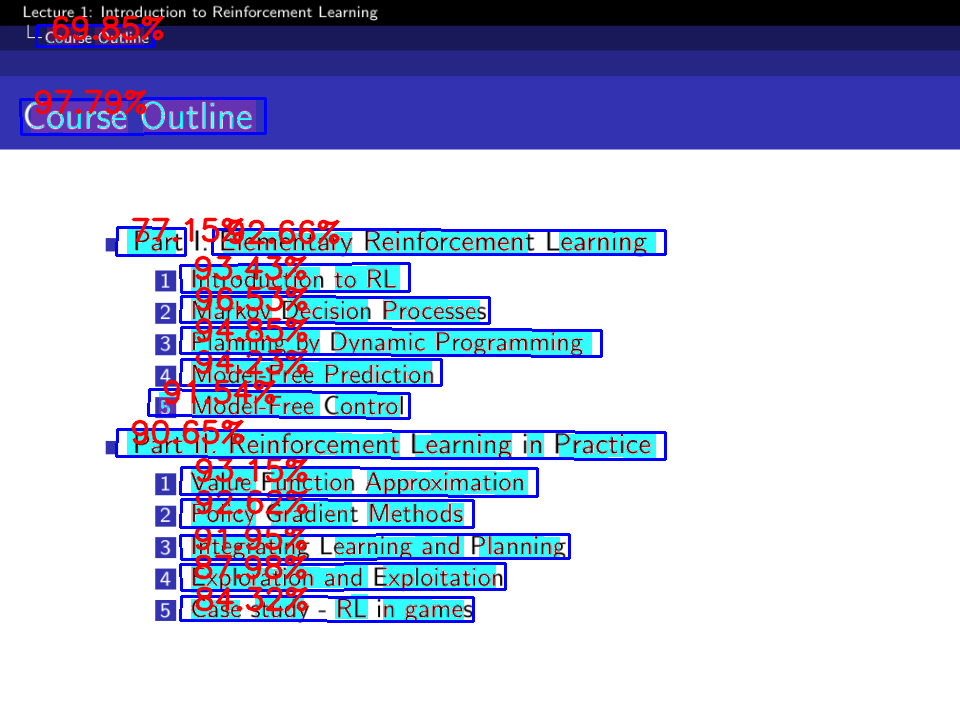 Lecture 1: Introduction to Reinforcement Learning
Course Outline
69.85%
97.79%
Course Outline
77.15% 92.66%
Part I: Elementary Reinforcement Learning
93.43%
1 Introduction to RL
96.53%
2 Markov Decision Processes
94.85%
3 Planning by Dynamic Programming
94.23%
4 Model-Free Prediction
91.54%
5 Model-Free Control
90.65%
Part II: Reinforcement Learning in Practice
93.15%
1 Value Function Approximation
92.62%
2 Policy Gradient Methods
91.95%
3 Integrating Learning and Planning
87.98%
4 Exploration and Exploitation
84.32%
5 Case study - RL in games